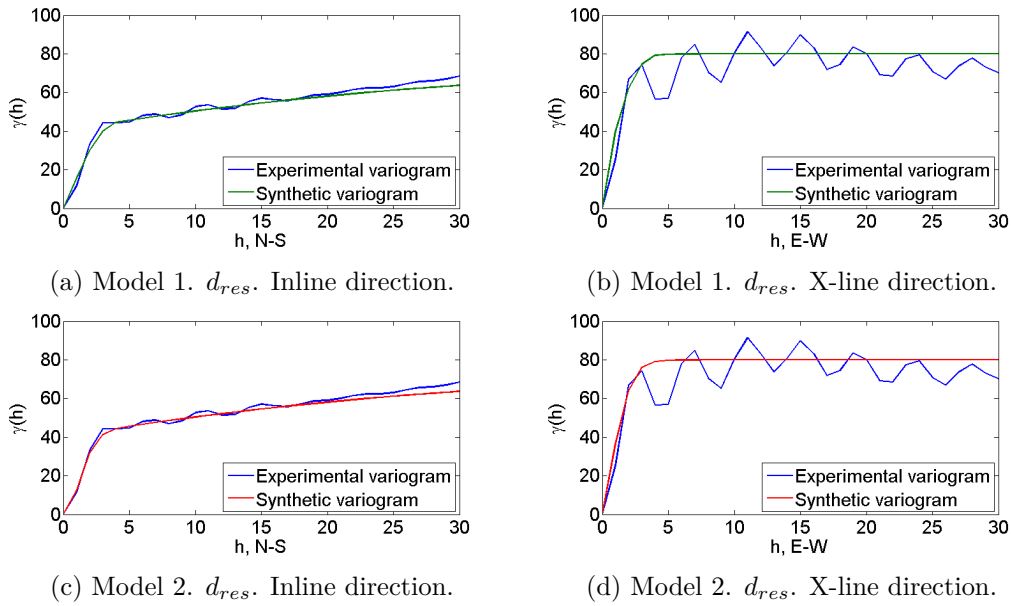 100
80
60
40
20
0
γ(h)
0 5 10 15 20 25 30
h, N-S
Experimental variogram
Synthetic variogram
(a) Model 1. d_res. Inline direction.
100
80
60
40
20
0
γ(h)
0 5 10 15 20 25 30
h, E-W
Experimental variogram
Synthetic variogram
(b) Model 1. d_res. X-line direction.
100
80
60
40
20
0
γ(h)
0 5 10 15 20 25 30
h, N-S
Experimental variogram
Synthetic variogram
(c) Model 2. d_res. Inline direction.
100
80
60
40
20
0
γ(h)
0 5 10 15 20 25 30
h, E-W
Experimental variogram
Synthetic variogram
(d) Model 2. d_res. X-line direction.